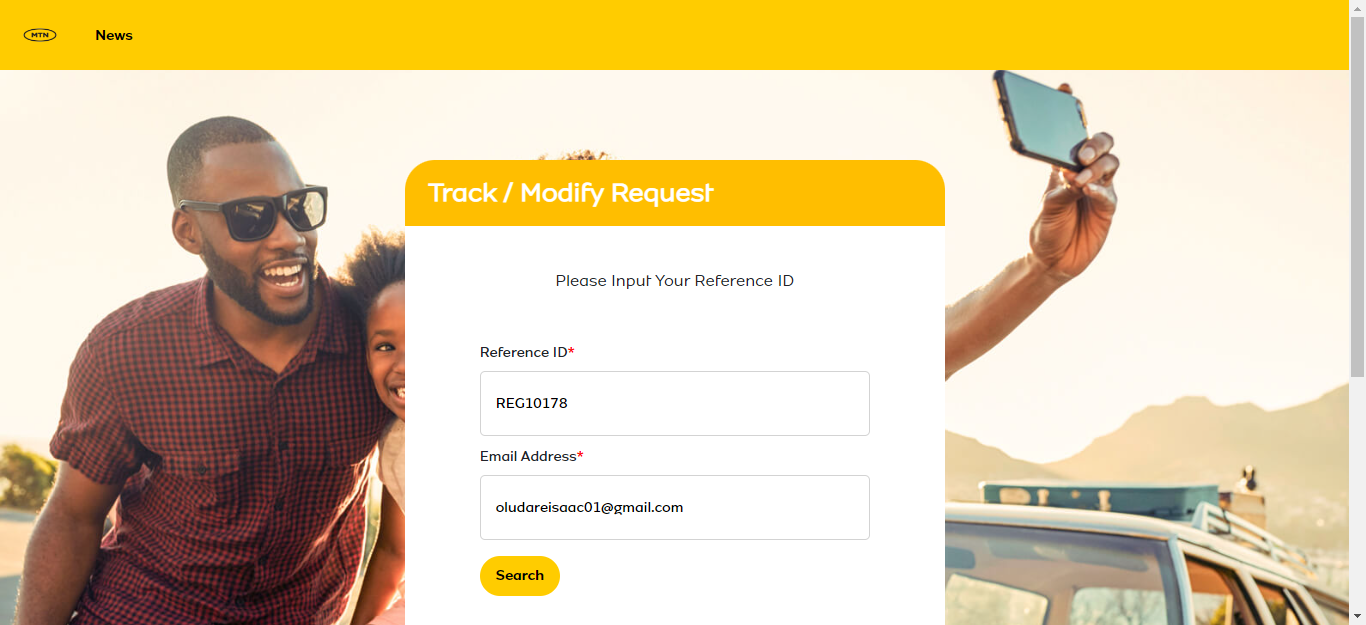 MTN
News
Track / Modify Request
Please Input Your Reference ID
Reference ID*
REG10178
Email Address*
oludareisaac01@gmail.com
Search